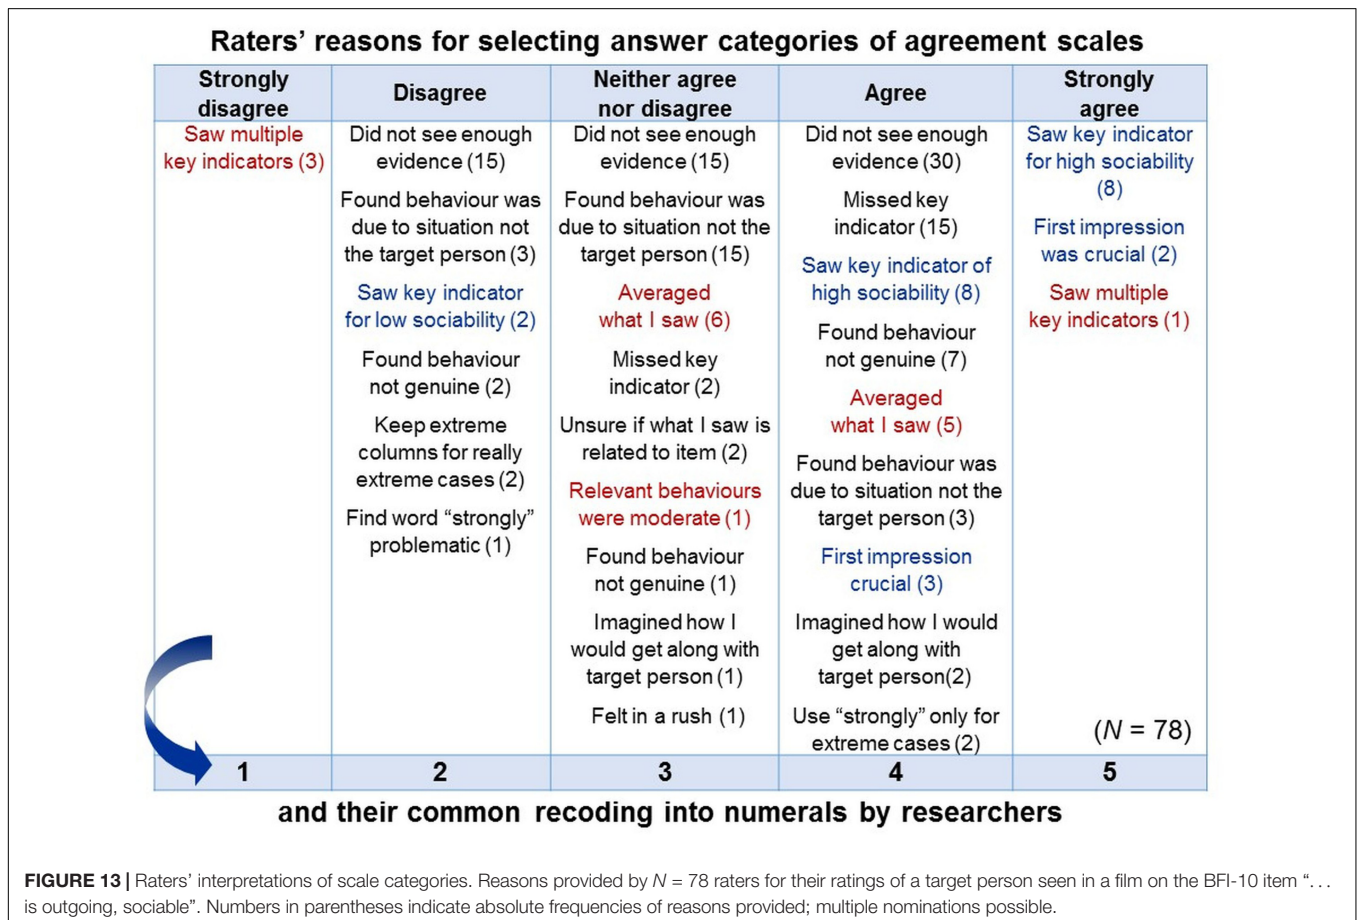 Raters’ reasons for selecting answer categories of agreement scales
Strongly
disagree
Disagree
Neither agree
nor disagree
Agree
Strongly
agree
Saw multiple
key indicators (3)
Did not see enough
evidence (15)
Found behaviour was
due to situation not
the target person (3)
Saw key indicator
for low sociability (2)
Found behaviour
not genuine (2)
Keep extreme
columns for really
extreme cases (2)
Find word “strongly”
problematic (1)
Did not see enough
evidence (15)
Found behaviour was
due to situation not the
target person (15)
Averaged
what I saw (6)
Missed key
indicator (2)
Unsure if what I saw is
related to item (2)
Relevant behaviours
were moderate (1)
Found behaviour
not genuine (1)
Imagined how I
would get along with
target person (1)
Felt in a rush (1)
Did not see enough
evidence (30)
Missed key
indicator (15)
Saw key indicator of
high sociability (8)
Found behaviour
not genuine (7)
Averaged
what I saw (5)
Found behaviour was
due to situation not the
target person (3)
First impression
crucial (3)
Imagined how I would
get along with
target person(2)
Use “strongly” only for
extreme cases (2)
Saw key indicator
for high sociability
(8)
First impression
was crucial (2)
Saw multiple
key indicators (1)
(N = 78)
1
2
3
4
5
and their common recoding into numerals by researchers
FIGURE 13 | Raters’ interpretations of scale categories. Reasons provided by N = 78 raters for their ratings of a target person seen in a film on the BFI-10 item “. . .
is outgoing, sociable”. Numbers in parentheses indicate absolute frequencies of reasons provided; multiple nominations possible.